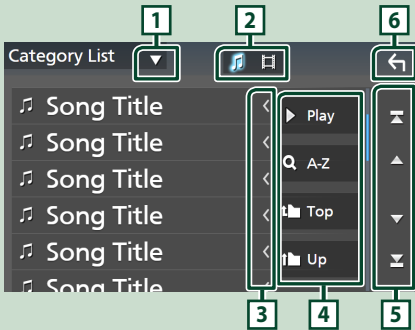 1 2 6
Category List
Song Title
Song Title
Song Title
Song Title
Song Title
Song Title
Play
A-Z
Top
Up
3 4 5